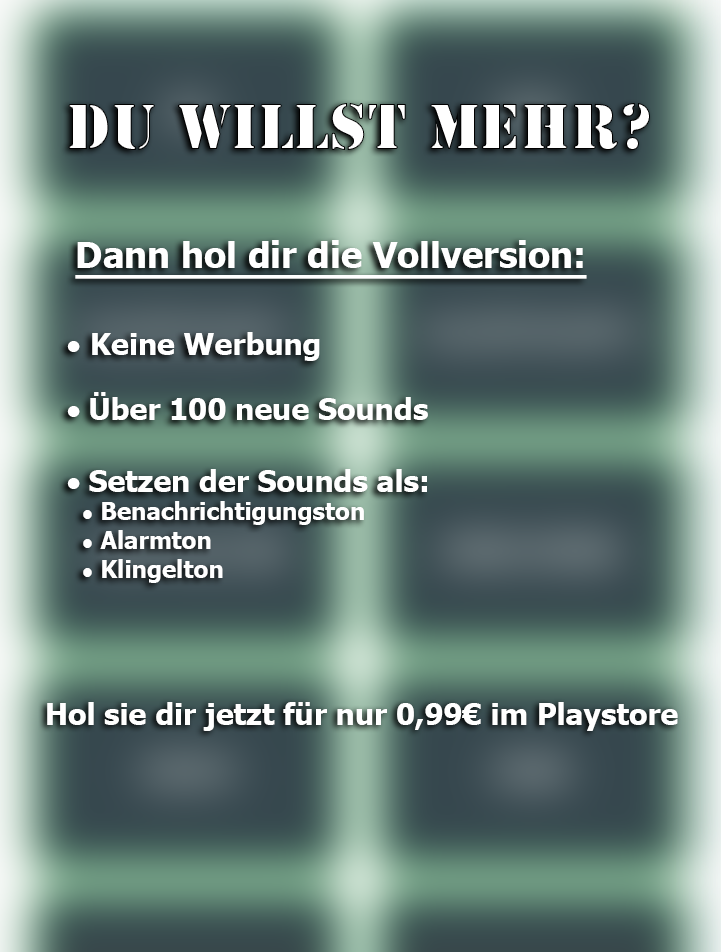 DU WILLST MEHR?
Dann hol dir die Vollversion:
• Keine Werbung
• Über 100 neue Sounds
• Setzen der Sounds als:
• Benachrichtigungston
• Alarmton
• Klingelton
Hol sie dir jetzt für nur 0,99€ im Playstore